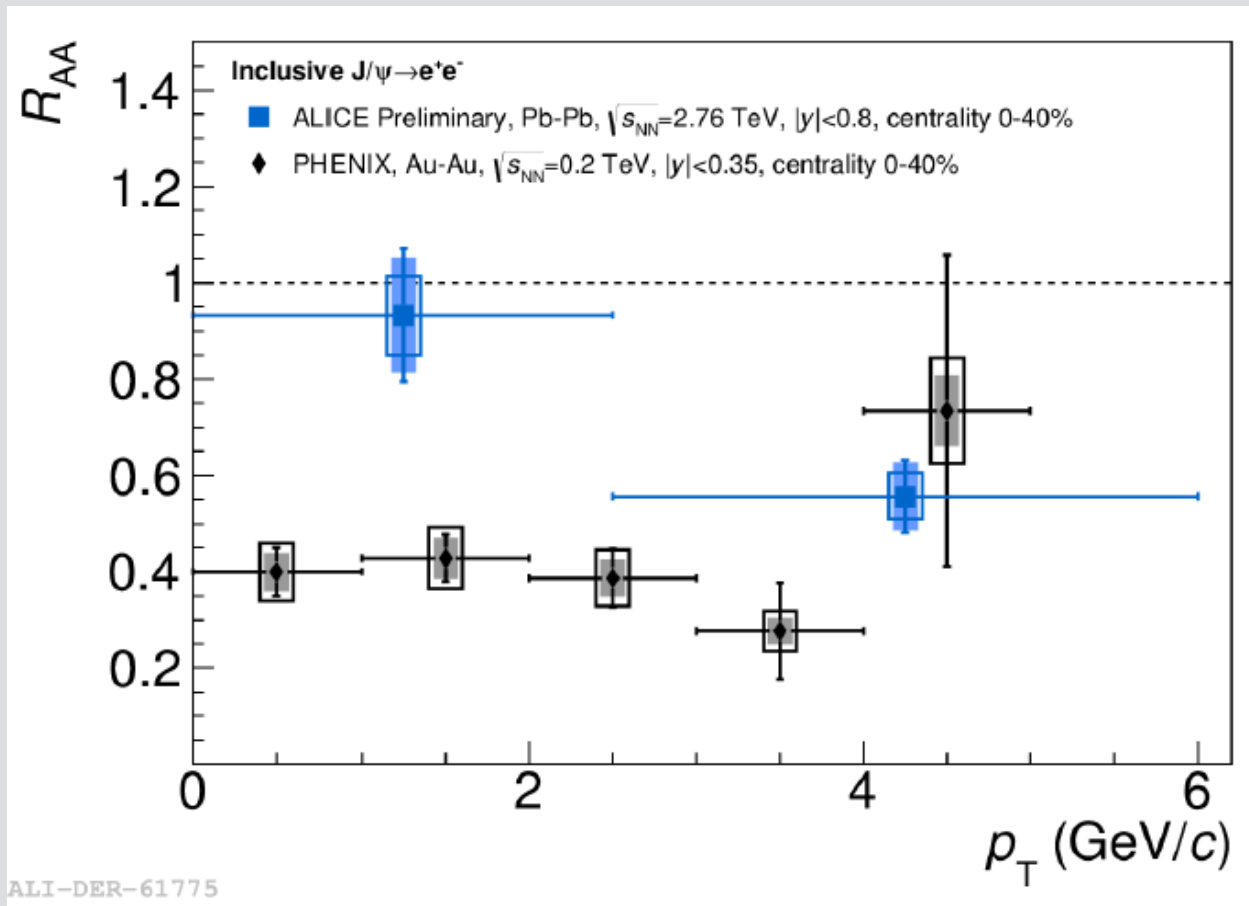 R_AA
Inclusive J/ψ→e⁺e⁻
ALICE Preliminary, Pb-Pb, √s_NN=2.76 TeV, |y|<0.8, centrality 0-40%
PHENIX, Au-Au, √s_NN=0.2 TeV, |y|<0.35, centrality 0-40%
1.4
1.2
1
0.8
0.6
0.4
0.2
0 2 4 6
p_T (GeV/c)
ALI-DER-61775